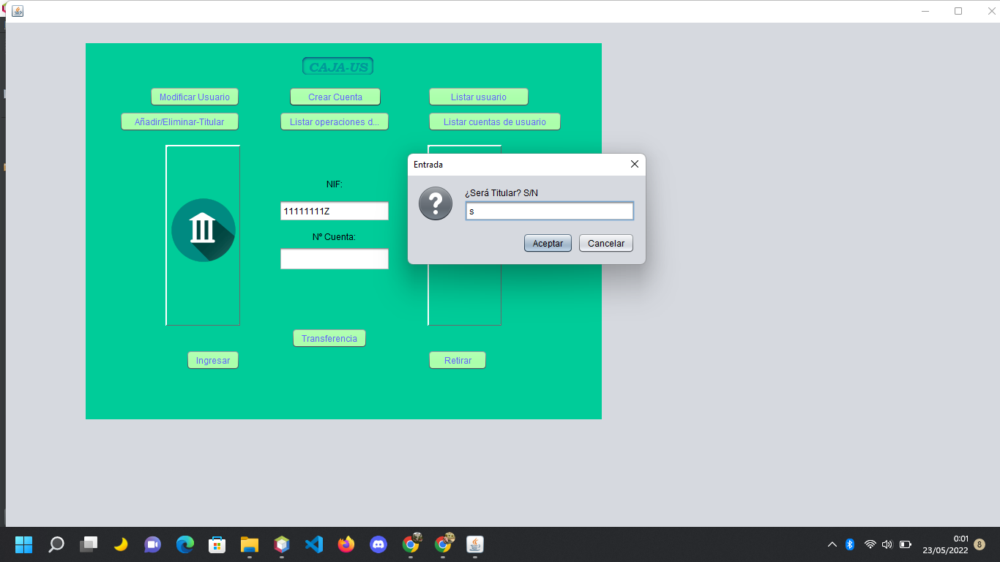 CAJA-US
Modificar Usuario
Crear Cuenta
Listar usuario
Añadir/Eliminar-Titular
Listar operaciones d...
Listar cuentas de usuario
NIF:
11111111Z
Nº Cuenta:
Entrada
¿Será Titular? S/N
s
Aceptar
Cancelar
Transferencia
Ingresar
Retirar
0:01
23/05/2022
8